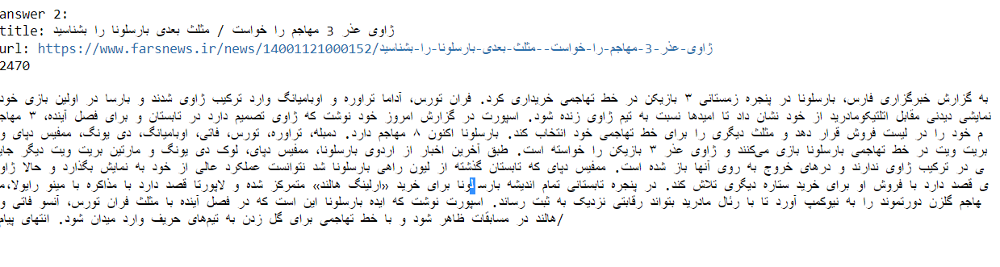 answer 2:
title: ژاوی عذر 3 مهاجم را خواست / مثلث بعدی بارسلونا را بشناسید
url: https://www.farsnews.ir/news/14001121000152/ژاوی-عذر-3-مهاجم-را-خواست--مثلث-بعدی-بارسلونا-را-بشناسید
2470
به گزارش خبرگزاری فارس، بارسلونا در پنجره زمستانی ۳ بازیکن در خط تهاجمی خریداری کرد. فران تورس، آداما تراوره و اوبامیانگ وارد ترکیب ژاوی شدند و بارسا در اولین بازی خود
نمایشی دیدنی مقابل اتلتیکومادرید از خود نشان داد تا امیدها نسبت به تیم ژاوی زنده شود. اسپورت در گزارش امروز خود نوشت که ژاوی تصمیم دارد در تابستان و برای فصل آینده، ۳ مهاج
م خود را در لیست فروش قرار دهد و مثلث دیگری را برای خط تهاجمی خود انتخاب کند. بارسلونا اکنون ۸ مهاجم دارد. دمبله، تراوره، تورس، فاتی، اوبامیانگ، دی یونگ، ممفیس دپای و
بریت ویت در خط تهاجمی بارسلونا بازی می‌کنند و ژاوی عذر ۳ بازیکن را خواسته است. طبق آخرین اخبار از اردوی بارسلونا، ممفیس دپای، لوک دی یونگ و مارتین بریت ویت دیگر جای
ی در ترکیب ژاوی ندارند و درهای خروج به روی آنها باز شده است. ممفیس دپای که تابستان گذشته از لیون راهی بارسلونا شد نتوانست عملکرد عالی از خود به نمایش بگذارد و حالا ژاو
ی قصد دارد با فروش او برای خرید ستاره دیگری تلاش کند. در پنجره تابستانی تمام اندیشه بارسلونا برای خرید «ارلینگ هالند» متمرکز شده و لاپورتا قصد دارد با مذاکره با مینو رایولا،م
هاجم گلزن دورتموند را به نیوکمپ آورد تا با رئال مادرید بتواند رقابتی نزدیک به ثبت رساند. اسپورت نوشت که ایده بارسلونا این است که در فصل آینده با مثلث فران تورس، آنسو فاتی و
هالند در مسابقات ظاهر شود و با خط تهاجمی برای گل زدن به تیم‌های حریف وارد میدان شود. انتهای پیام/